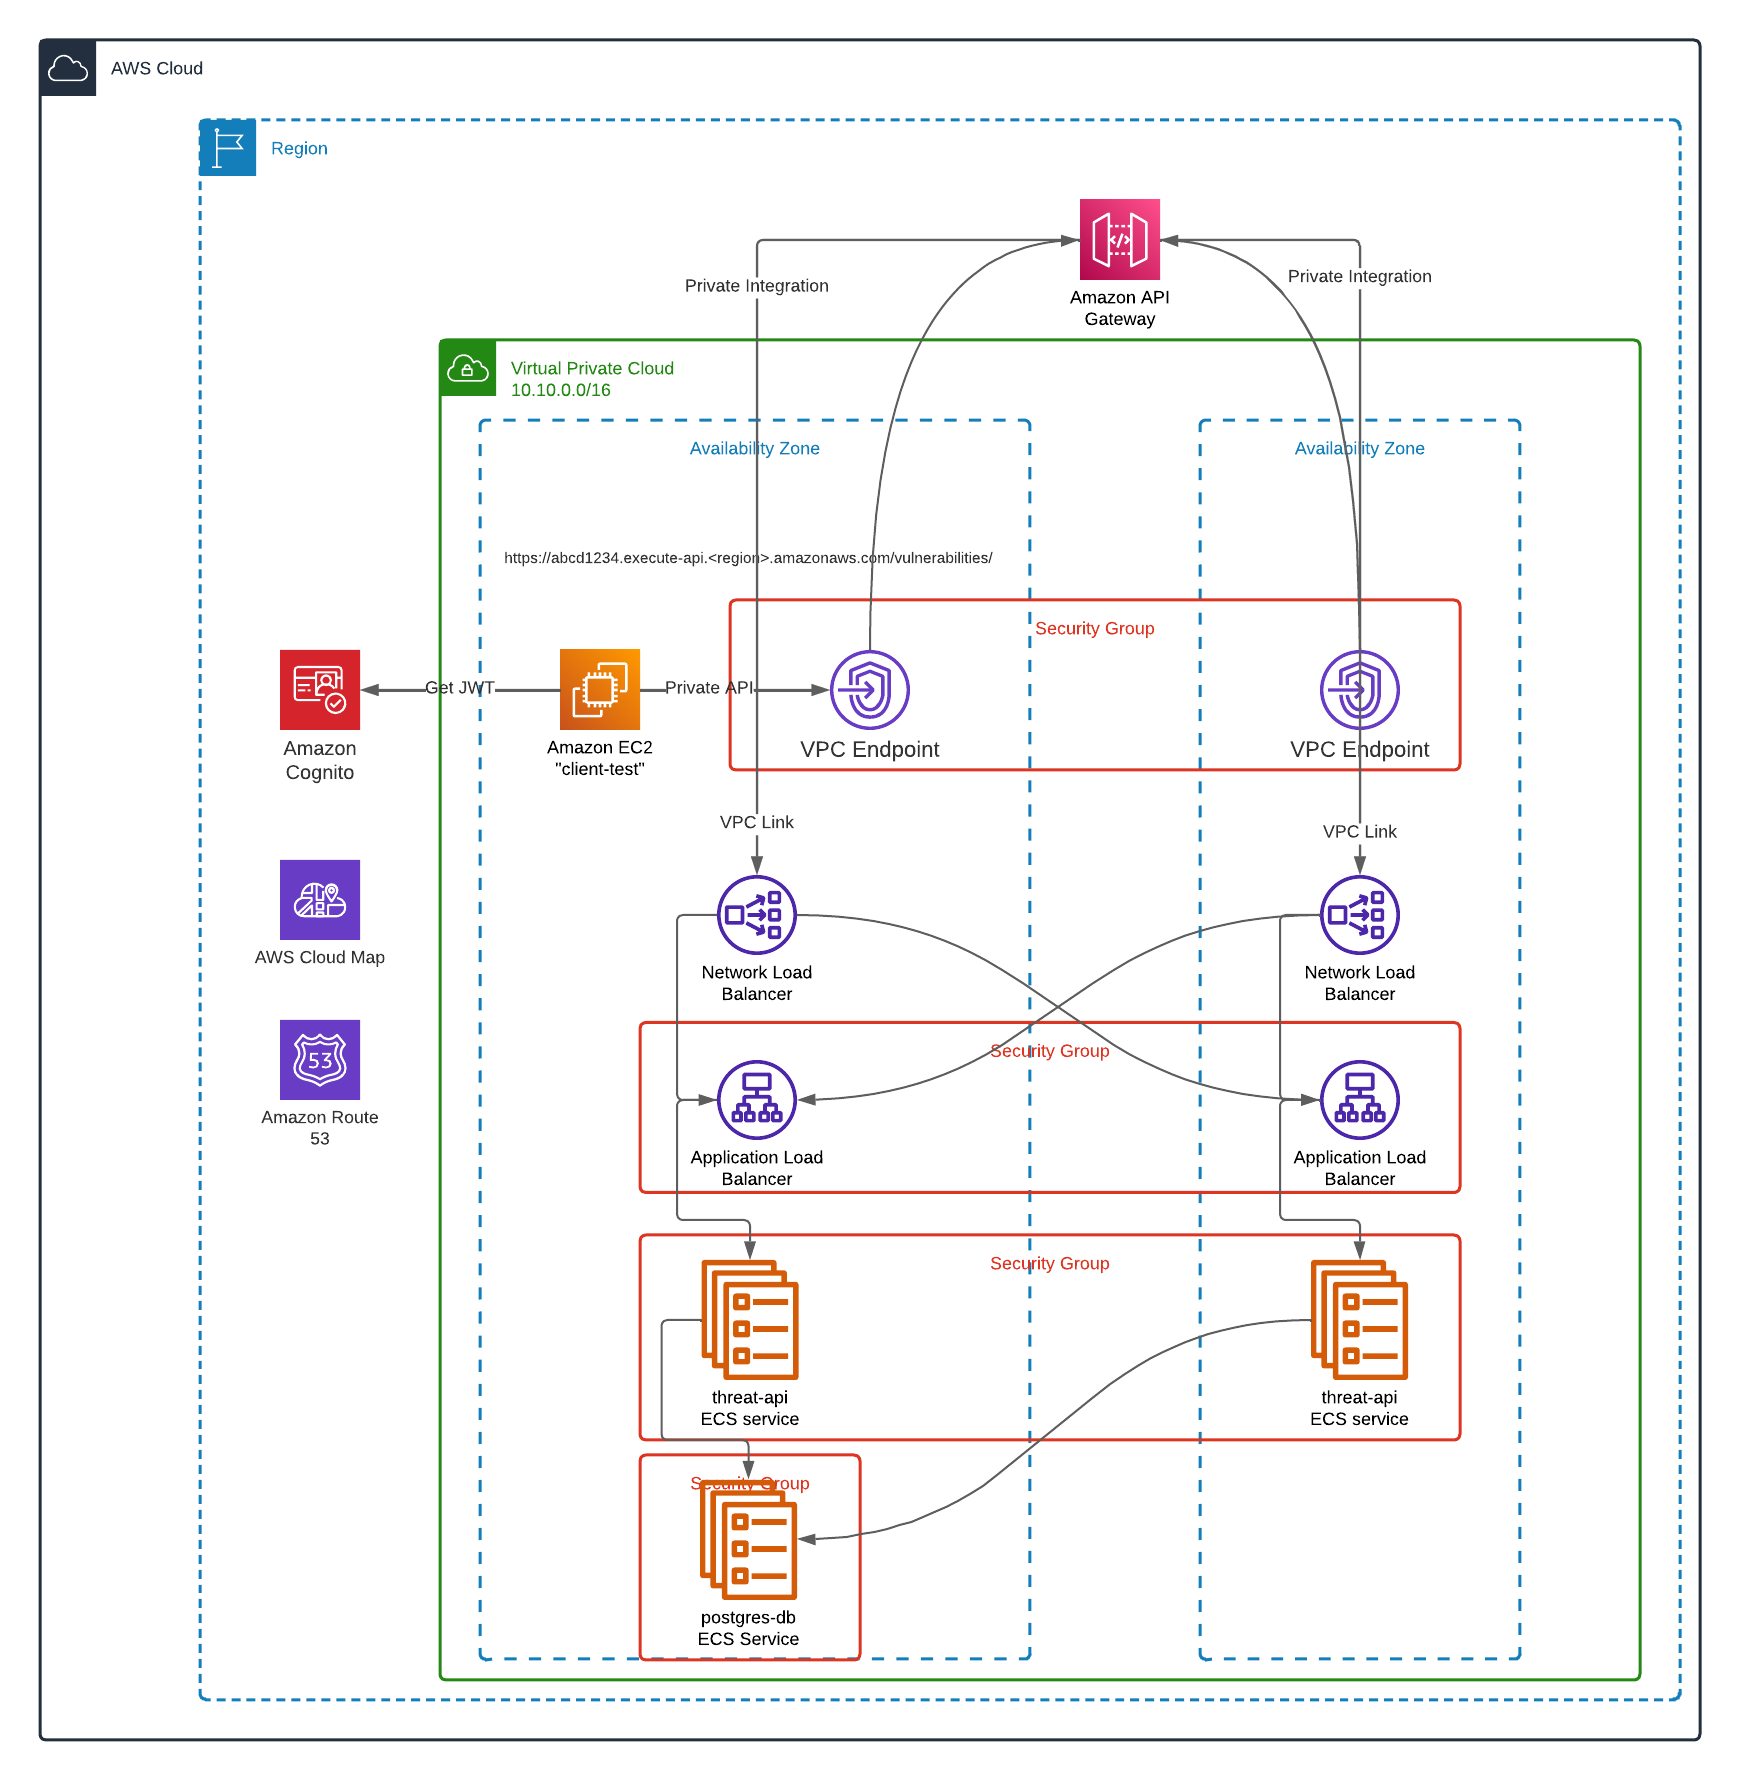 AWS Cloud
Region
Private Integration
Private Integration
Amazon API
Gateway
Virtual Private Cloud
10.10.0.0/16
Availability Zone
Availability Zone
https://abcd1234.execute-api.<region>.amazonaws.com/vulnerabilities/
Security Group
Get JWT
Private API
Amazon
Cognito
Amazon EC2
"client-test"
VPC Endpoint
VPC Endpoint
VPC Link
VPC Link
AWS Cloud Map
Network Load
Balancer
Network Load
Balancer
Security Group
53
Amazon Route
53
Application Load
Balancer
Application Load
Balancer
Security Group
threat-api
ECS service
threat-api
ECS service
Security Group
postgres-db
ECS Service